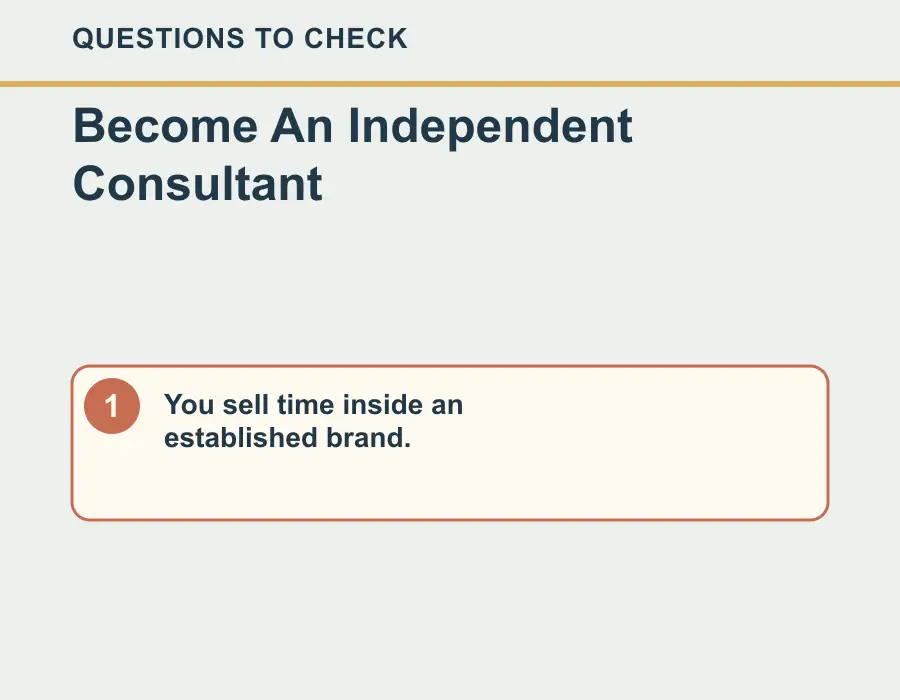 QUESTIONS TO CHECK
Become An Independent
Consultant
1
You sell time inside an
established brand.